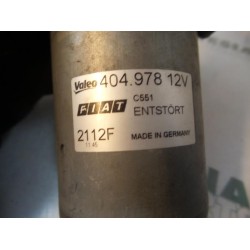 Valeo 404.978 12V
FIAT C551
ENTSTÖRT
2112F MADE IN GERMANY